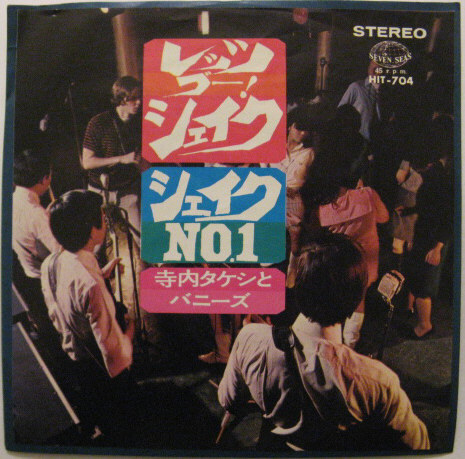 STEREO
SEVEN SEAS
45 r.p.m.
HIT-704
レッツ
ゴー!
シェイク
シェイク
NO.1
寺内タケシと
バニーズ